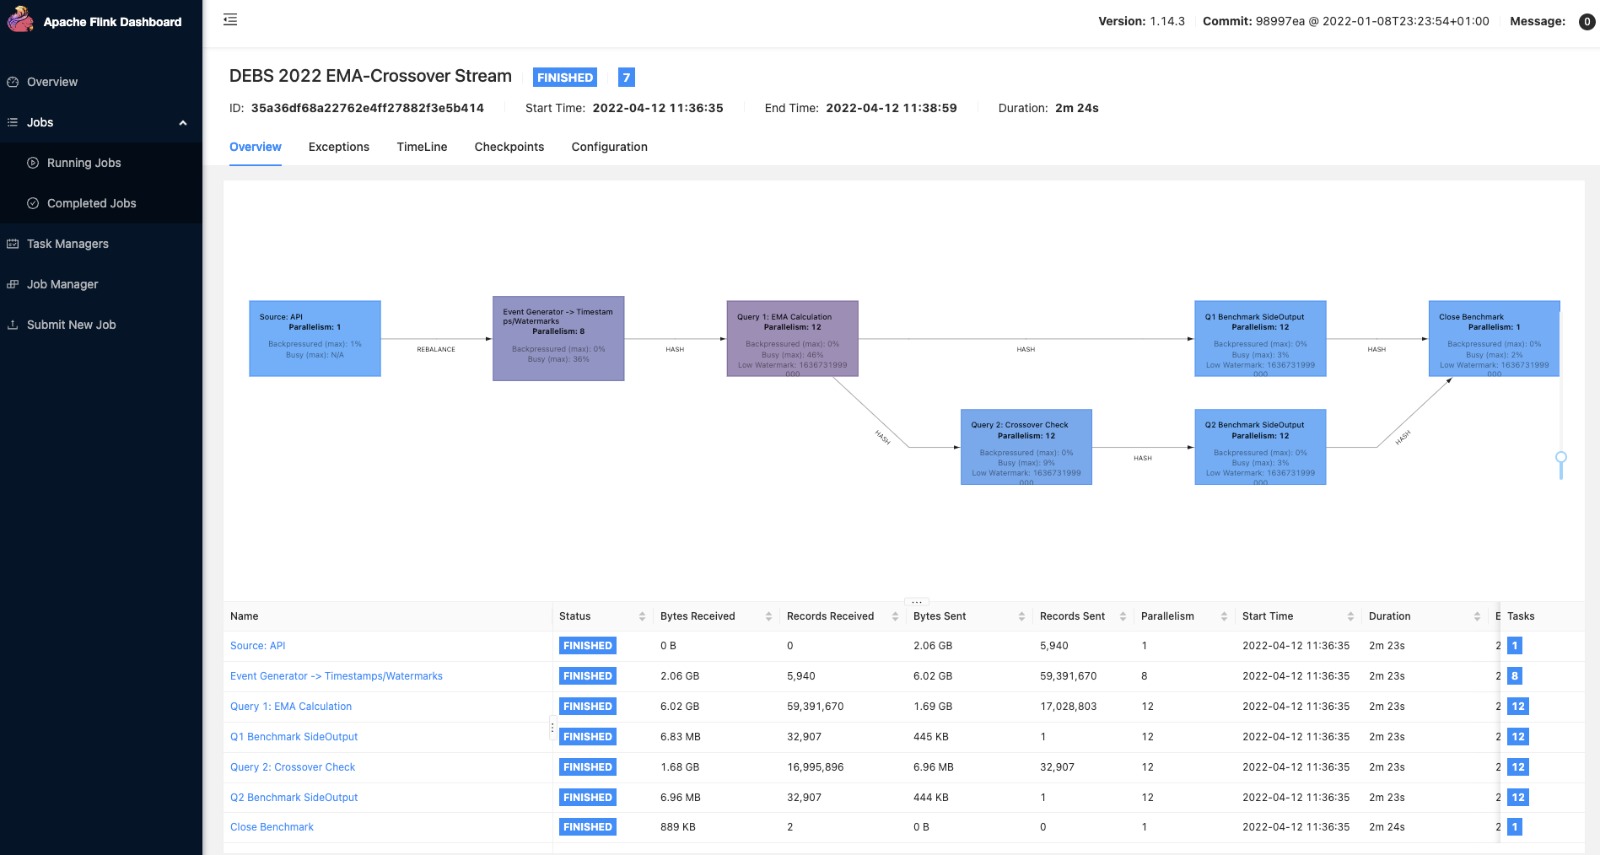 Apache Flink Dashboard
Version: 1.14.3 Commit: 98997ea @ 2022-01-08T23:23:54+01:00 Message: 0
Overview
Jobs
Running Jobs
Completed Jobs
Task Managers
Job Manager
Submit New Job
DEBS 2022 EMA-Crossover Stream FINISHED 7
ID: 35a36df68a22762e4ff27882f3e5b414 Start Time: 2022-04-12 11:36:35 End Time: 2022-04-12 11:38:59 Duration: 2m 24s
Overview Exceptions TimeLine Checkpoints Configuration
Source: API
Parallelism: 1
Backpressured (max): 1%
Busy (max): N/A
REBALANCE
Event Generator -> Timestam
ps/Watermarks
Parallelism: 8
Backpressured (max): 0%
Busy (max): 36%
HASH
Query 1: EMA Calculation
Parallelism: 12
Backpressured (max): 0%
Busy (max): 46%
Low Watermark: 1636731999
000
HASH
HASH
Q1 Benchmark SideOutput
Parallelism: 12
Backpressured (max): 0%
Busy (max): 3%
Low Watermark: 1636731999
000
HASH
Close Benchmark
Parallelism: 1
Backpressured (max): 0%
Busy (max): 2%
Low Watermark: 1636731999
000
Query 2: Crossover Check
Parallelism: 12
Backpressured (max): 0%
Busy (max): 9%
Low Watermark: 1636731999
000
HASH
Q2 Benchmark SideOutput
Parallelism: 12
Backpressured (max): 0%
Busy (max): 3%
Low Watermark: 1636731999
000
HASH
Name Status Bytes Received Records Received Bytes Sent Records Sent Parallelism Start Time Duration E Tasks
Source: API FINISHED 0 B 0 2.06 GB 5,940 1 2022-04-12 11:36:35 2m 23s 2 1
Event Generator -> Timestamps/Watermarks FINISHED 2.06 GB 5,940 6.02 GB 59,391,670 8 2022-04-12 11:36:35 2m 23s 2 8
Query 1: EMA Calculation FINISHED 6.02 GB 59,391,670 1.69 GB 17,028,803 12 2022-04-12 11:36:35 2m 23s 2 12
Q1 Benchmark SideOutput FINISHED 6.83 MB 32,907 445 KB 1 12 2022-04-12 11:36:35 2m 23s 2 12
Query 2: Crossover Check FINISHED 1.68 GB 16,995,896 6.96 MB 32,907 12 2022-04-12 11:36:35 2m 23s 2 12
Q2 Benchmark SideOutput FINISHED 6.96 MB 32,907 444 KB 1 12 2022-04-12 11:36:35 2m 23s 2 12
Close Benchmark FINISHED 889 KB 2 0 B 0 1 2022-04-12 11:36:35 2m 24s 2 1